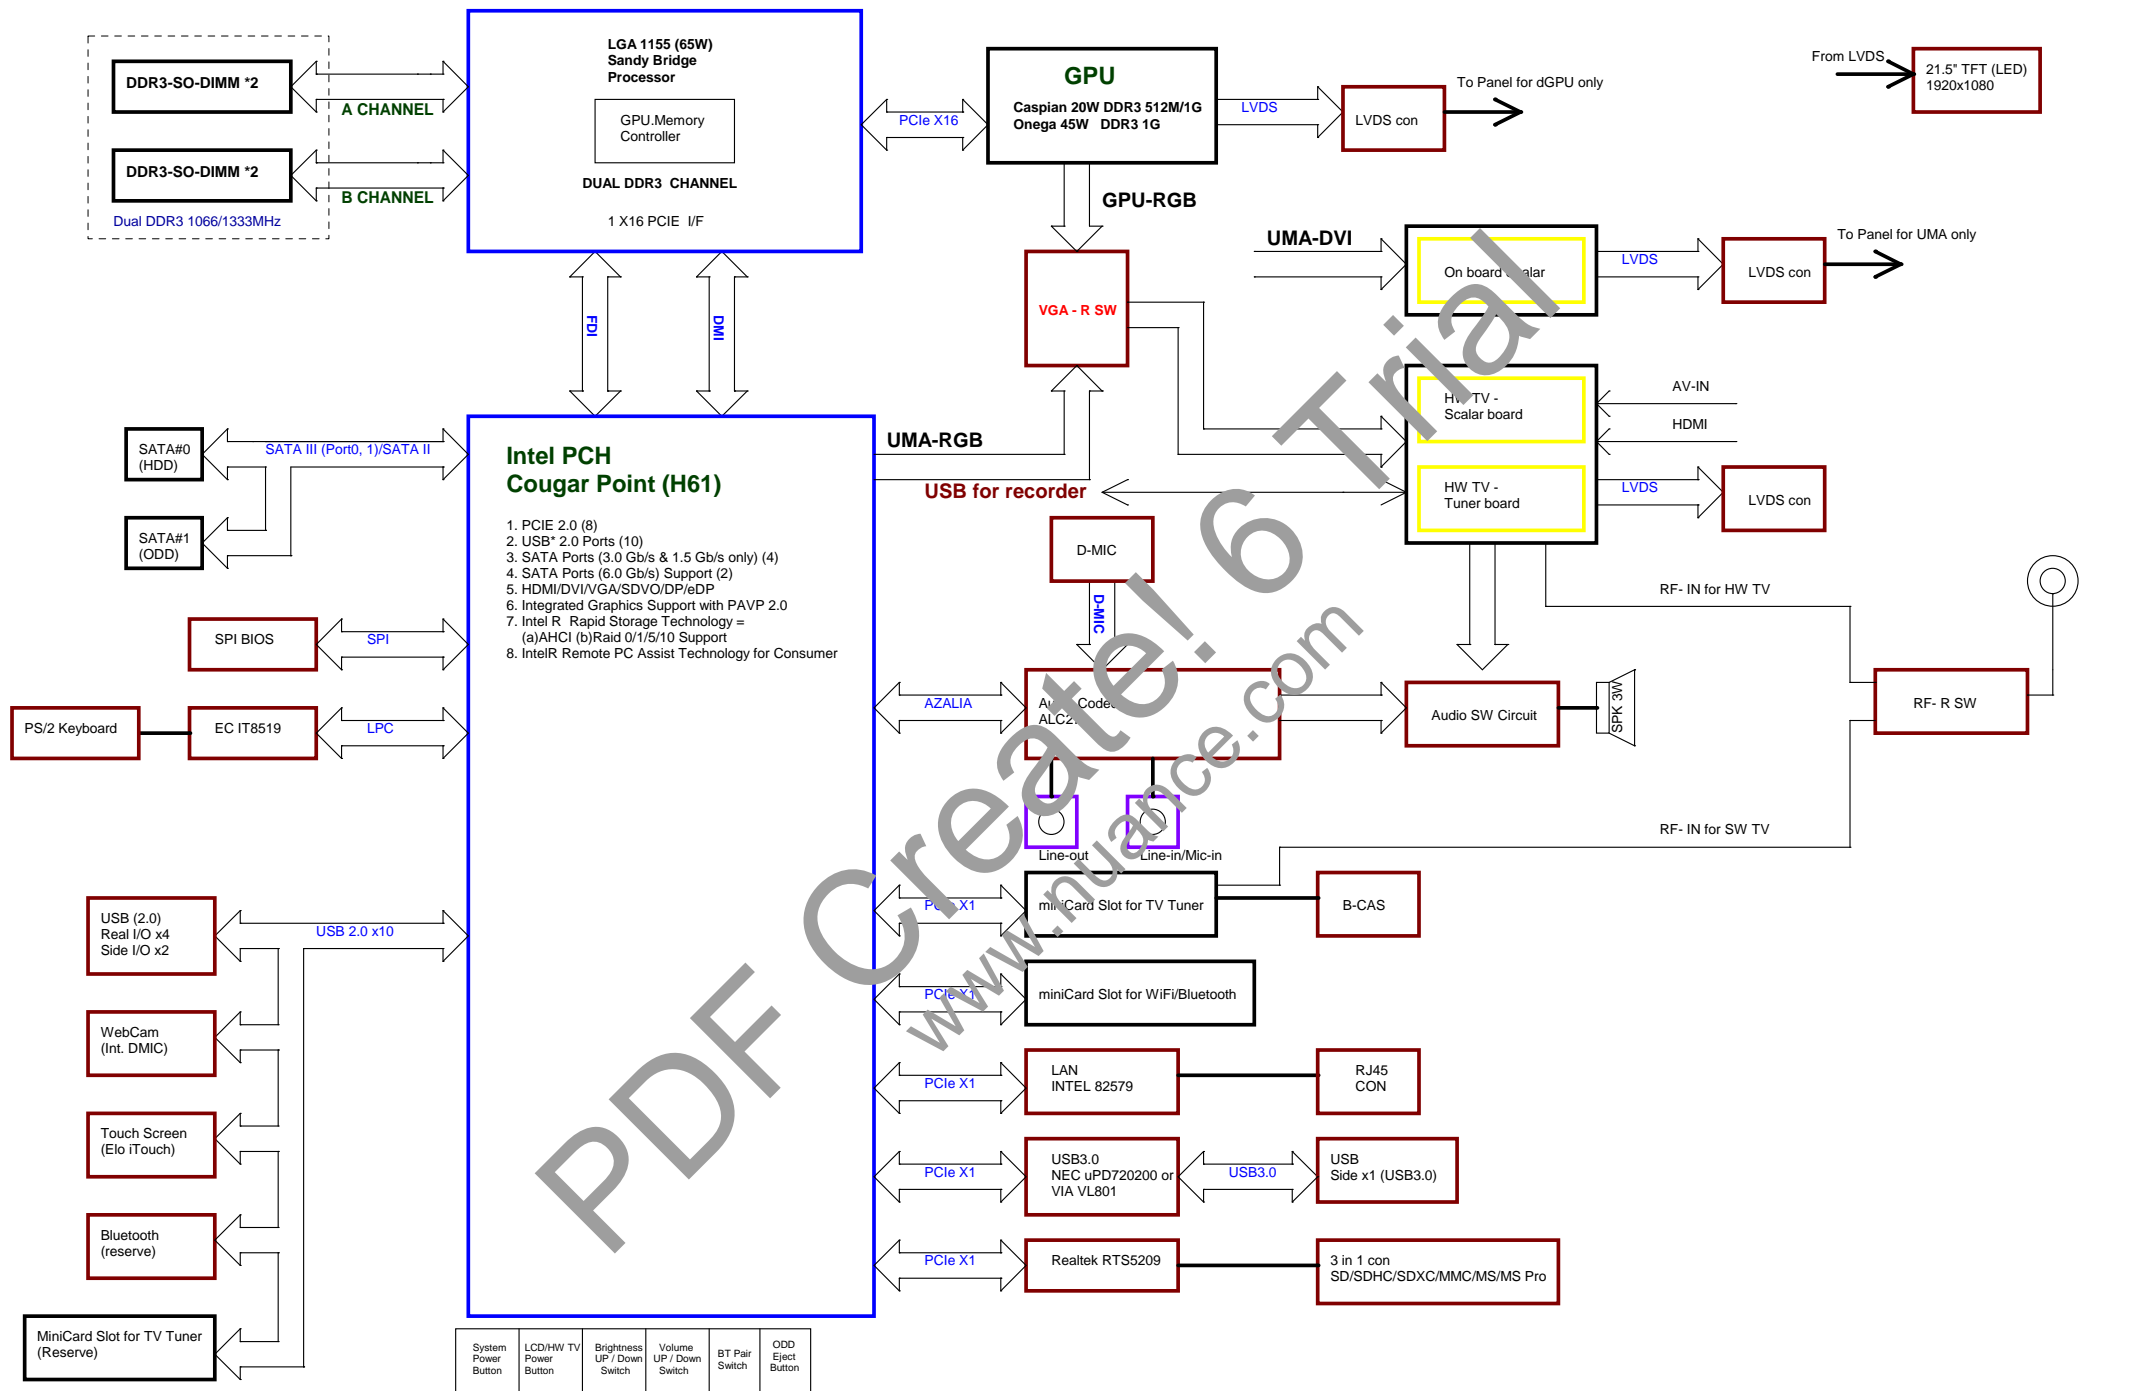 LGA 1155 (65W)
Sandy Bridge
Processor
GPU.Memory
Controller
DUAL DDR3 CHANNEL
1 X16 PCIE I/F
DDR3-SO-DIMM *2
A CHANNEL
DDR3-SO-DIMM *2
B CHANNEL
Dual DDR3 1066/1333MHz
PCIe X16
GPU
Caspian 20W DDR3 512M/1G
Onega 45W DDR3 1G
LVDS
LVDS con
To Panel for dGPU only
From LVDS
21.5" TFT (LED)
1920x1080
GPU-RGB
UMA-DVI
On board
LVDS
LVDS con
To Panel for UMA only
VGA - R SW
FDI
DMI
HW TV -
Scalar board
AV-IN
HDMI
HW TV -
Tuner board
LVDS
LVDS con
UMA-RGB
USB for recorder
SATA#0
(HDD)
SATA III (Port0, 1)/SATA II
SATA#1
(ODD)
Intel PCH
Cougar Point (H61)
1. PCIE 2.0 (8)
2. USB* 2.0 Ports (10)
3. SATA Ports (3.0 Gb/s & 1.5 Gb/s only) (4)
4. SATA Ports (6.0 Gb/s) Support (2)
5. HDMI/DVI/VGA/SDVO/DP/eDP
6. Integrated Graphics Support with PAVP 2.0
7. Intel R Rapid Storage Technology =
(a)AHCI (b)Raid 0/1/5/10 Support
8. IntelR Remote PC Assist Technology for Consumer
D-MIC
D-MIC
RF- IN for HW TV
SPI BIOS
SPI
PS/2 Keyboard
EC IT8519
LPC
AZALIA
Codec
Audio SW Circuit
SPK 3W
RF- R SW
Line-out
Line-in/Mic-in
RF- IN for SW TV
PCIe X1
miniCard Slot for TV Tuner
B-CAS
USB (2.0)
Real I/O x4
Side I/O x2
USB 2.0 x10
PCIe X1
miniCard Slot for WiFi/Bluetooth
WebCam
(Int. DMIC)
PCIe X1
LAN
INTEL 82579
RJ45
CON
Touch Screen
(Elo iTouch)
PCIe X1
USB3.0
NEC uPD720200 or
VIA VL801
USB3.0
USB
Side x1 (USB3.0)
Bluetooth
(reserve)
PCIe X1
Realtek RTS5209
3 in 1 con
SD/SDHC/SDXC/MMC/MS/MS Pro
MiniCard Slot for TV Tuner
(Reserve)
System
Power
Button
LCD/HW TV
Power
Button
Brightness
UP / Down
Switch
Volume
UP / Down
Switch
BT Pair
Switch
ODD
Eject
Button
PDF Create! 6 Trial
www.nuance.com